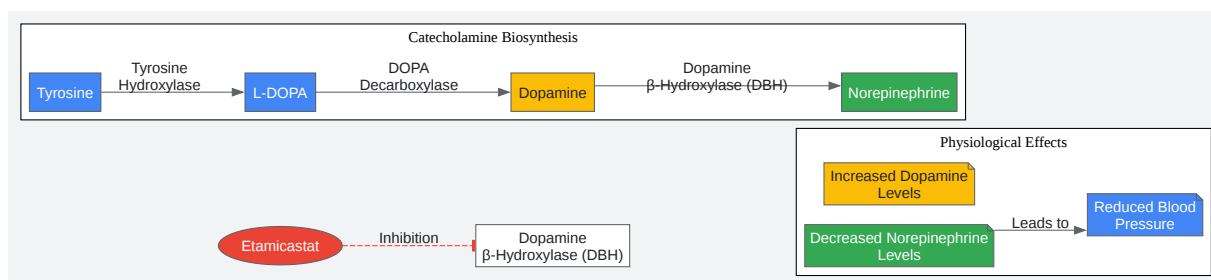 Catecholamine Biosynthesis
Tyrosine
Tyrosine
Hydroxylase
L-DOPA
DOPA
Decarboxylase
Dopamine
Dopamine
β-Hydroxylase (DBH)
Norepinephrine
Physiological Effects
Increased Dopamine
Levels
Decreased Norepinephrine
Levels
Leads to
Reduced Blood
Pressure
Etamicastat
Inhibition
Dopamine
β-Hydroxylase (DBH)